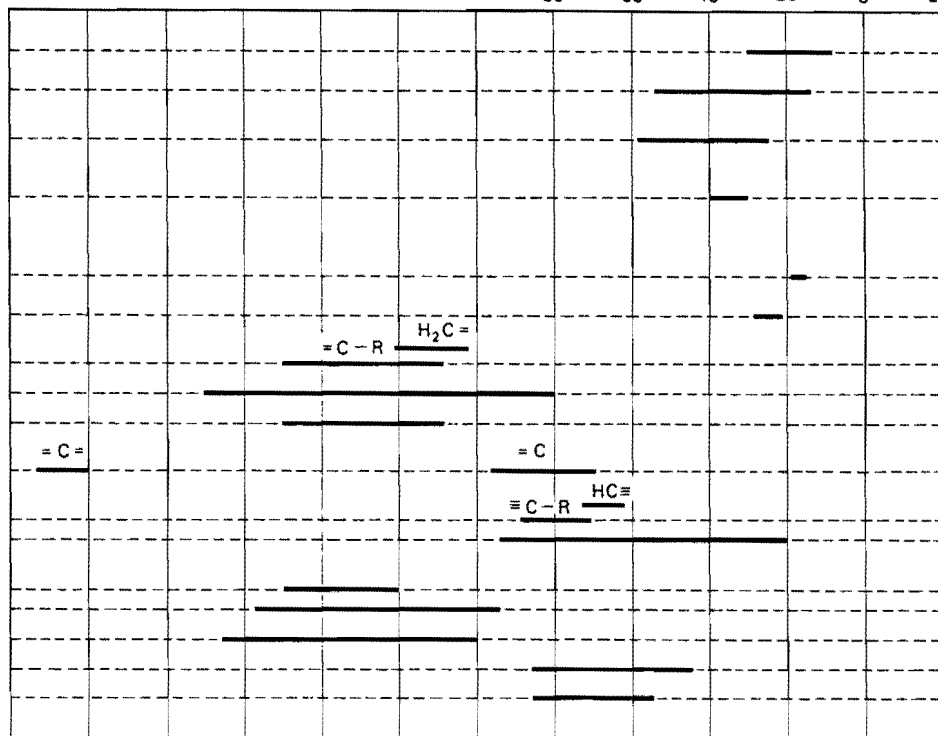 H₂C=
=C-R
=C=
=C
HC≡
≡C-R